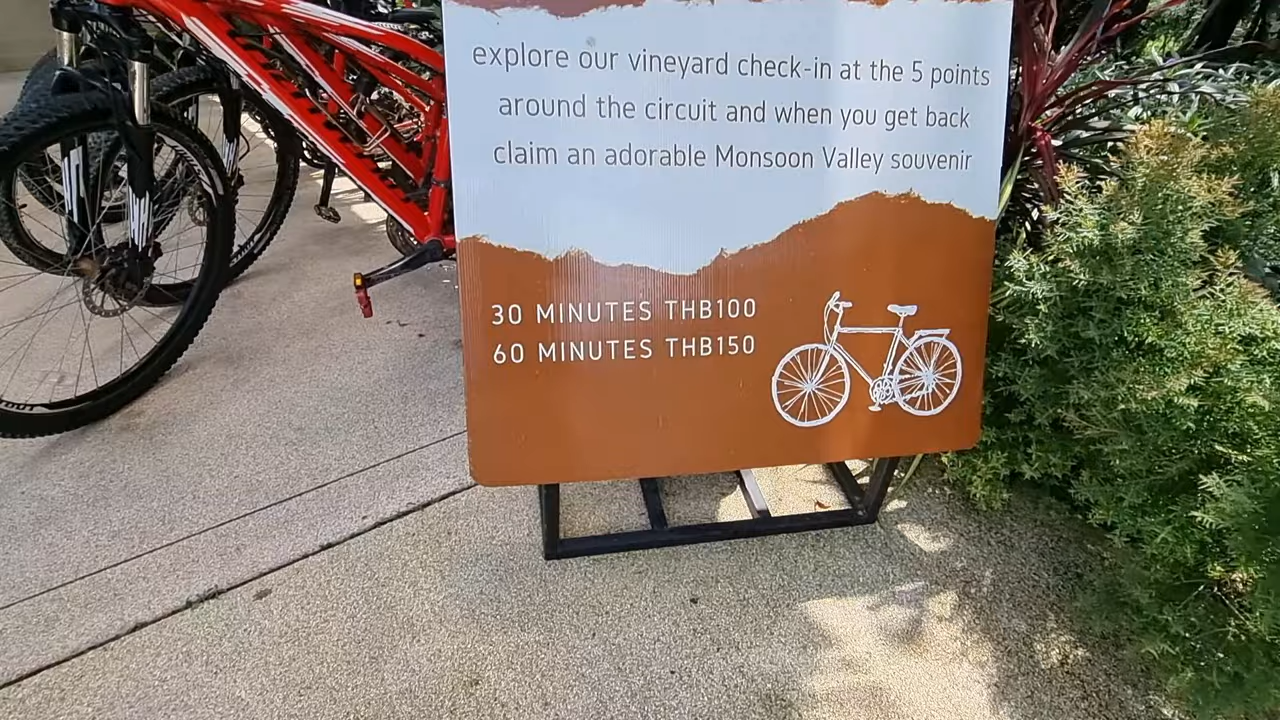 explore our vineyard check-in at the 5 points
around the circuit and when you get back
claim an adorable Monsoon Valley souvenir
30 MINUTES THB100
60 MINUTES THB150